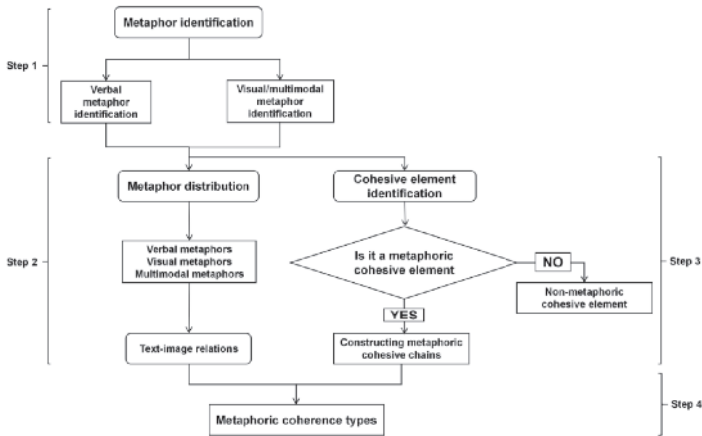 Metaphor identification
Step 1
Verbal
metaphor
identification
Visual/multimodal
metaphor
identification
Metaphor distribution
Cohesive element
identification
Step 2
Verbal metaphors
Visual metaphors
Multimodal metaphors
Is it a metaphoric
cohesive element
NO
Step 3
Non-metaphoric
cohesive element
YES
Text-image relations
Constructing metaphoric
cohesive chains
Step 4
Metaphoric coherence types